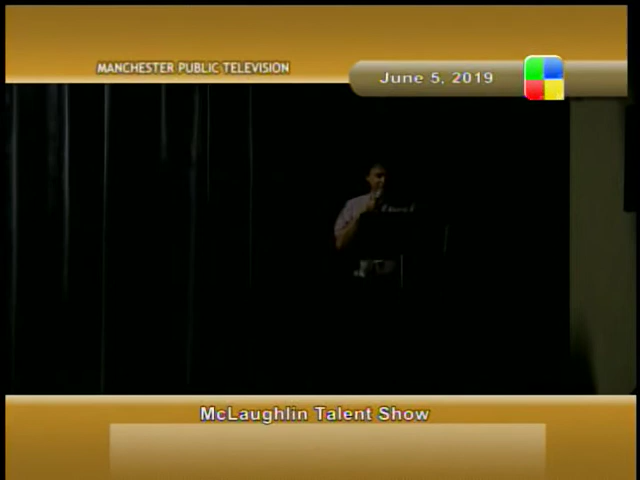 MANCHESTER PUBLIC TELEVISION
June 5, 2019
McLaughlin Talent Show